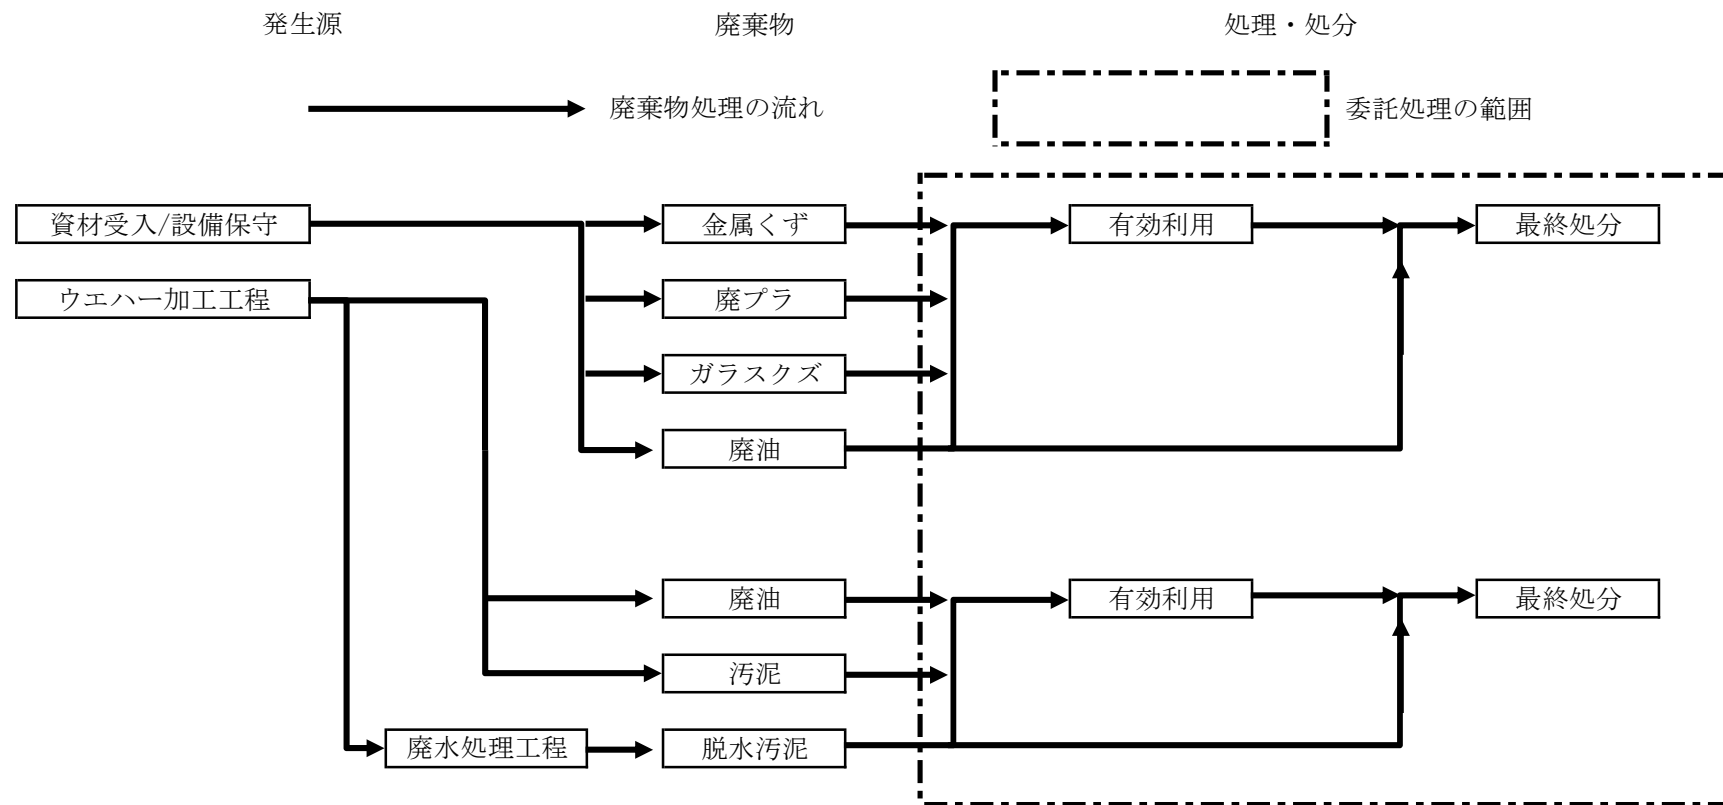 発生源 廃棄物 処理・処分
廃棄物処理の流れ 委託処理の範囲
資材受入/設備保守 金属くず 有効利用 最終処分
ウエハー加工工程 廃プラ
ガラスクズ
廃油
廃油 有効利用 最終処分
汚泥
廃水処理工程 脱水汚泥